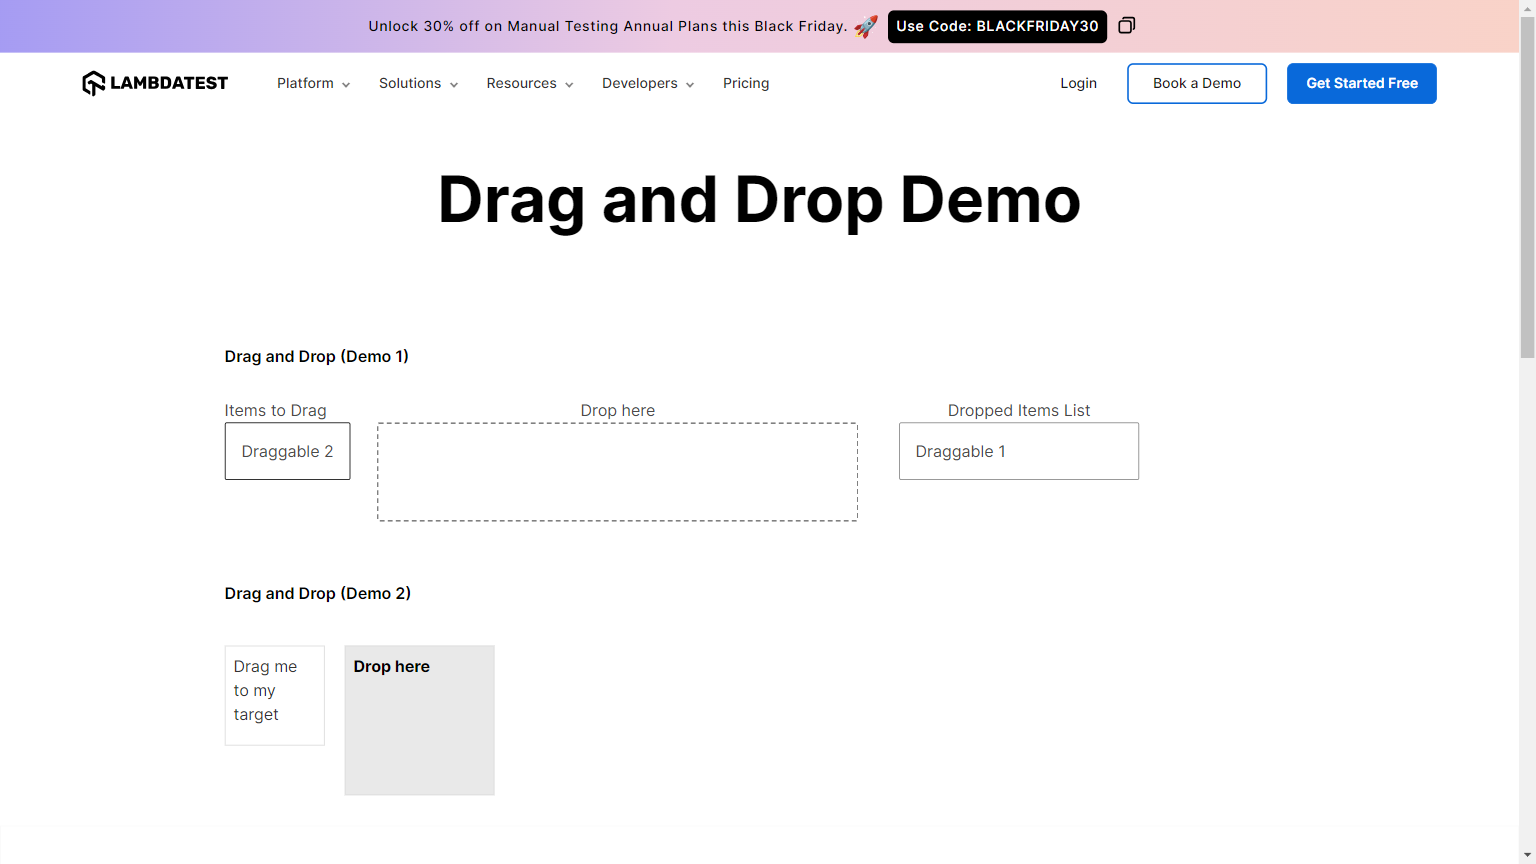 Unlock 30% off on Manual Testing Annual Plans this Black Friday. 🚀 Use Code: BLACKFRIDAY30
LAMBDATEST Platform Solutions Resources Developers Pricing Login Book a Demo Get Started Free
Drag and Drop Demo
Drag and Drop (Demo 1)
Items to Drag Drop here Dropped Items List
Draggable 2 Draggable 1
Drag and Drop (Demo 2)
Drag me Drop here
to my
target